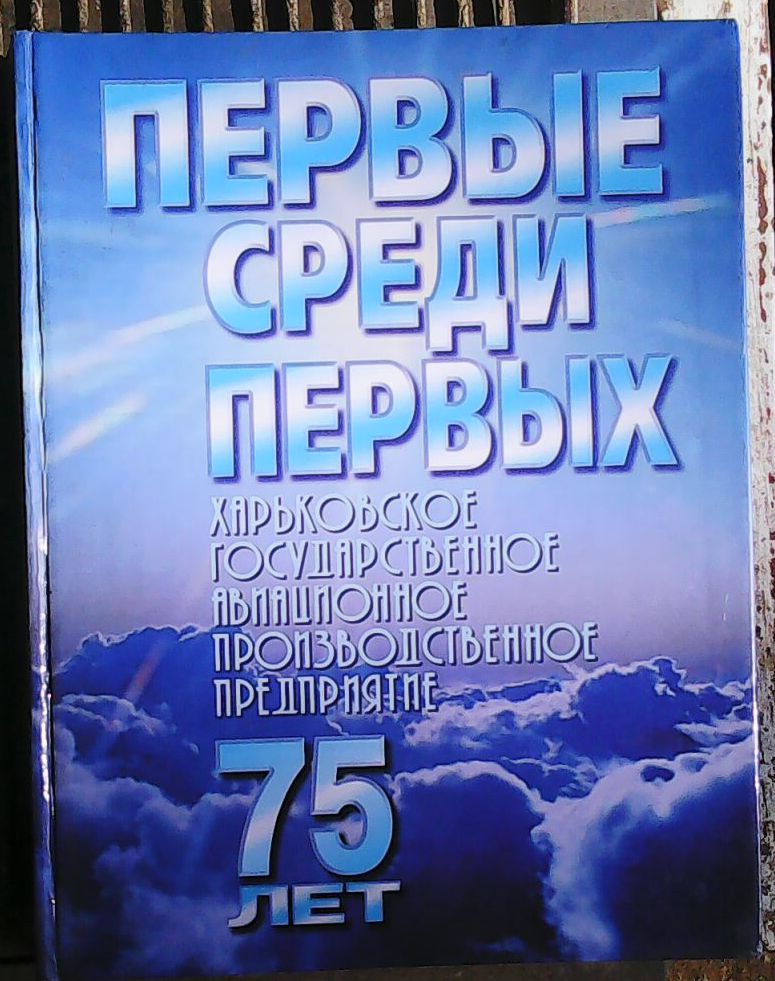 ПЕРВЫЕ
СРЕДИ
ПЕРВЫХ
ХАРЬКОВСКОЕ
ГОСУДАРСТВЕННОЕ
АВИАЦИОННОЕ
ПРОИЗВОДСТВЕННОЕ
ПРЕДПРИЯТИЕ
75
ЛЕТ